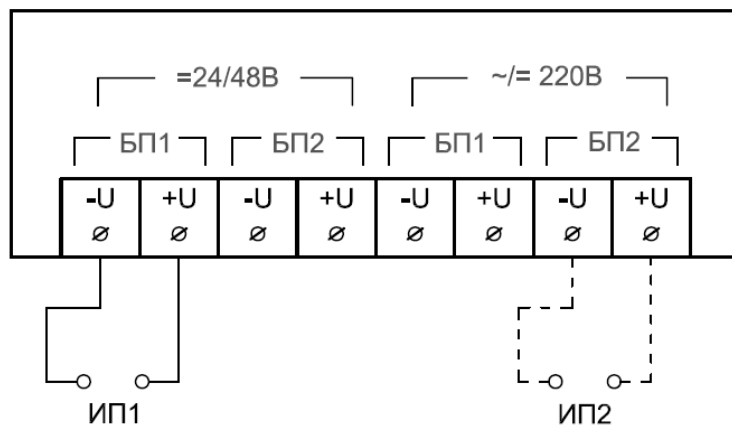 =24/48В ~/= 220В
БП1 БП2 БП1 БП2
-U +U -U +U -U +U -U +U
ИП1 ИП2